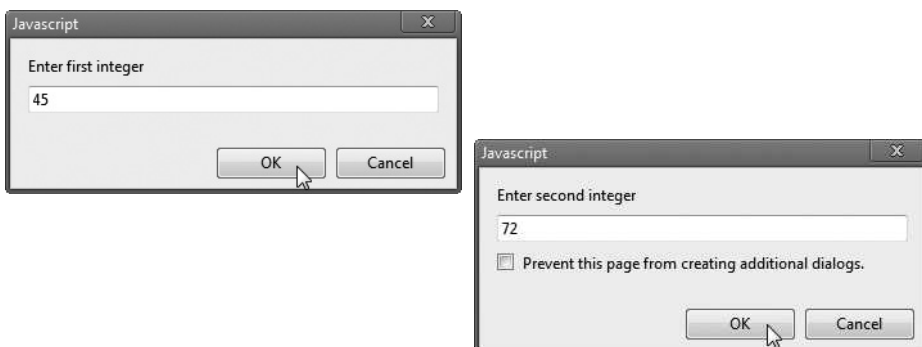 Javascript
X
Enter first integer
45
OK Cancel
Javascript
X
Enter second integer
72
Prevent this page from creating additional dialogs.
OK Cancel